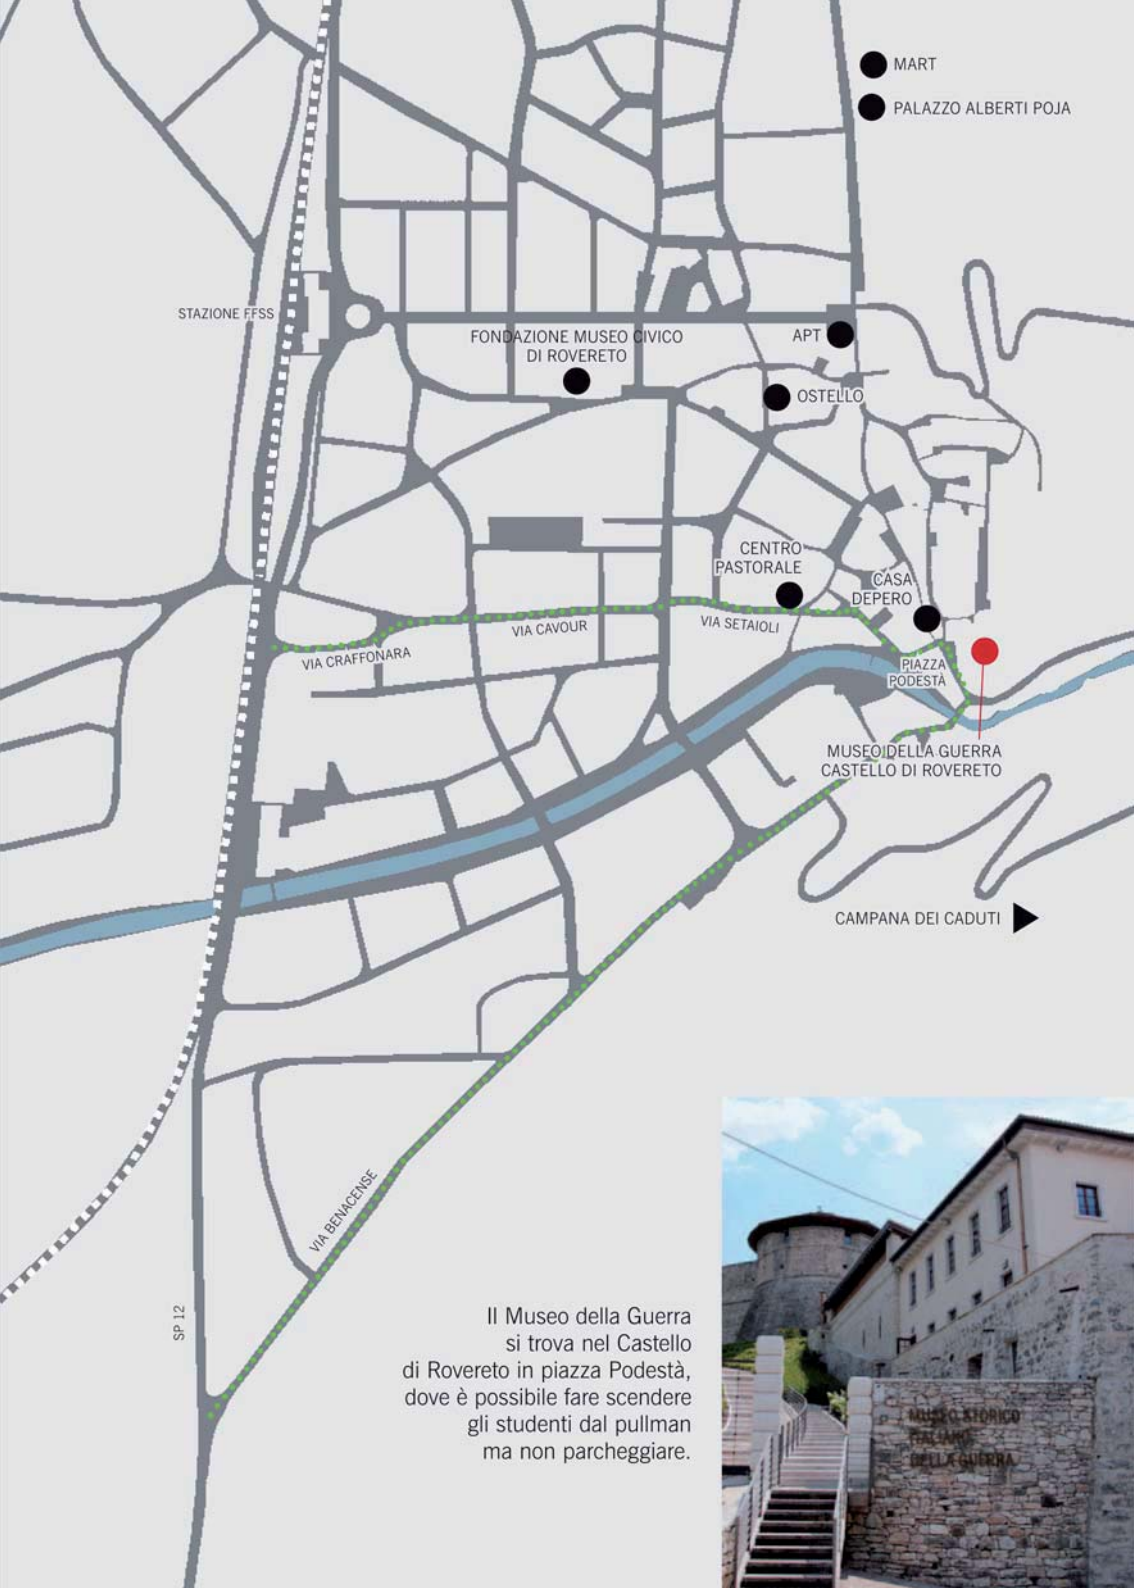 MART
PALAZZO ALBERTI POJA
STAZIONE FFSS
FONDAZIONE MUSEO CIVICO
DI ROVERETO
APT
OSTELLO
CENTRO
PASTORALE
CASA
DEPERO
VIA CAVOUR
VIA SETAIOLI
VIA CRAFFONARA
PIAZZA
PODESTÀ
MUSEO DELLA GUERRA
CASTELLO DI ROVERETO
CAMPANA DEI CADUTI
VIA BENACENSE
SP 12
Il Museo della Guerra
si trova nel Castello
di Rovereto in piazza Podestà,
dove è possibile fare scendere
gli studenti dal pullman
ma non parcheggiare.
MUSEO STORICO
ITALIANO
DELLA GUERRA